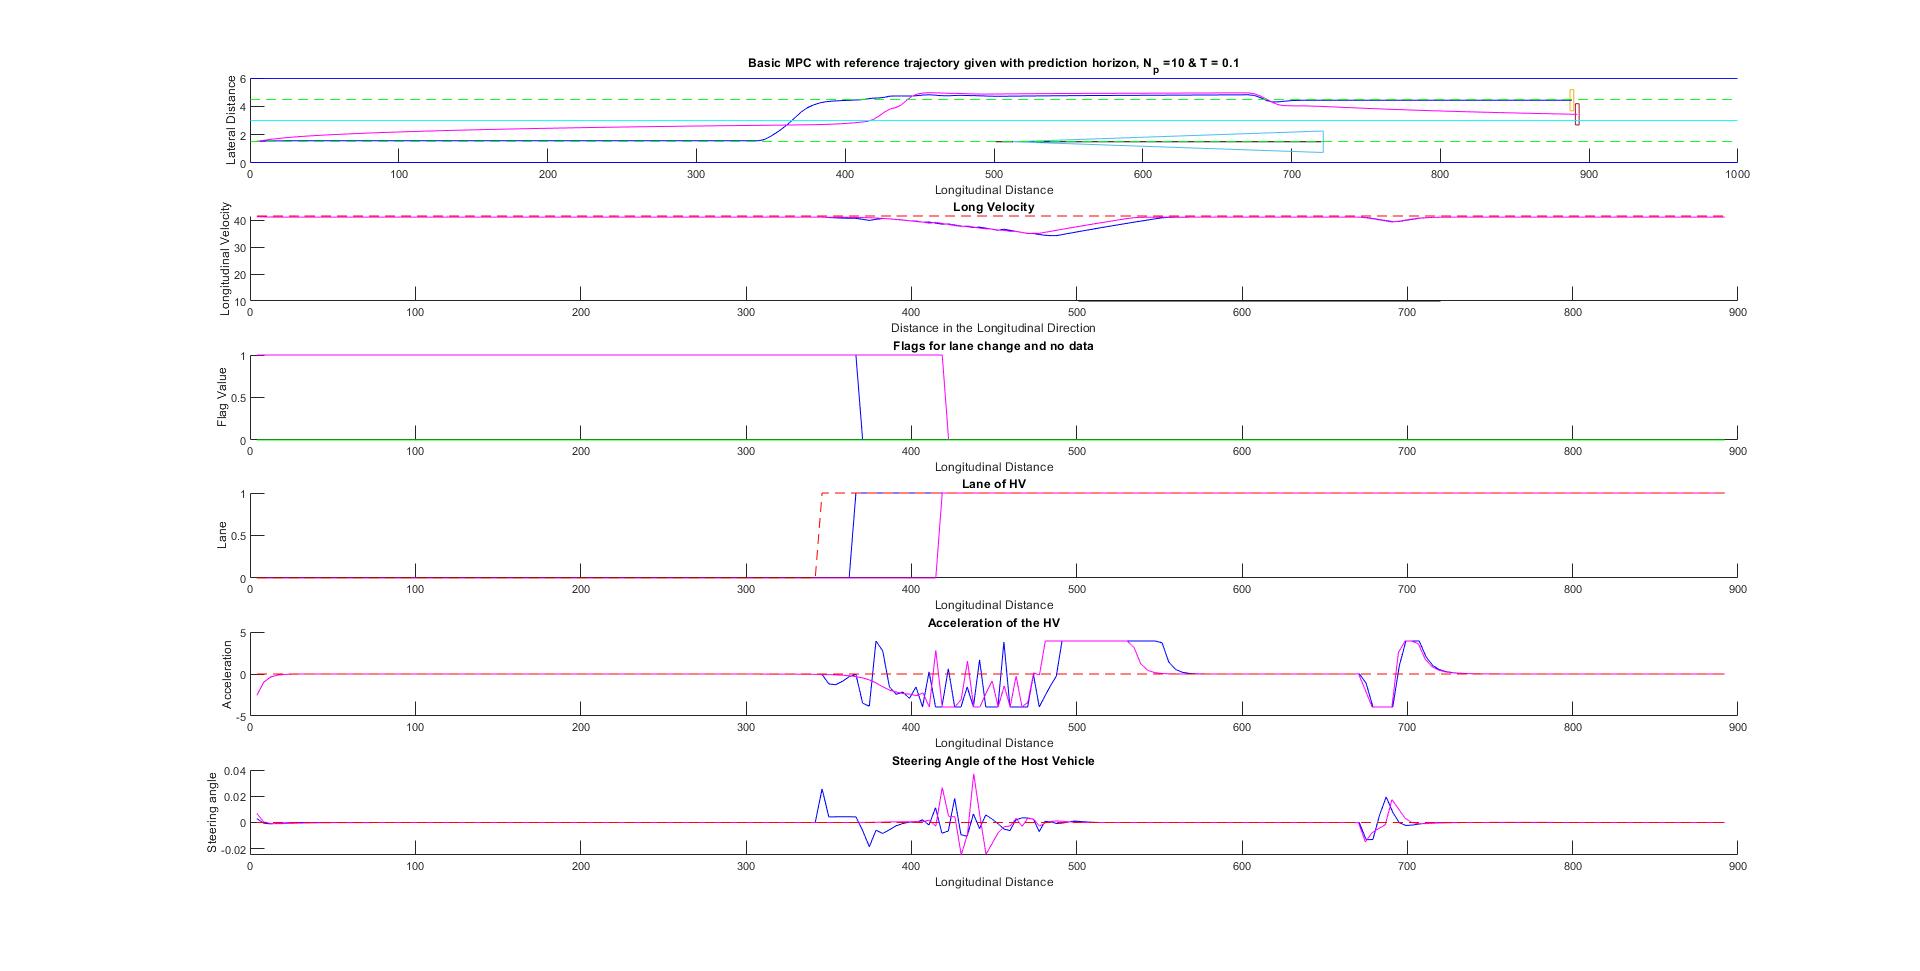 Basic MPC with reference trajectory given with prediction horizon, Np =10 & T = 0.1
Lateral Distance
6
4
2
0
0 100 200 300 400 500 600 700 800 900 1000
Longitudinal Distance
Long Velocity
Longitudinal Velocity
40
30
20
10
0 100 200 300 400 500 600 700 800 900
Distance in the Longitudinal Direction
Flags for lane change and no data
Flag Value
1
0.5
0
0 100 200 300 400 500 600 700 800 900
Longitudinal Distance
Lane of HV
Lane
1
0.5
0
0 100 200 300 400 500 600 700 800 900
Longitudinal Distance
Acceleration of the HV
Acceleration
5
0
-5
0 100 200 300 400 500 600 700 800 900
Longitudinal Distance
Steering Angle of the Host Vehicle
Steering angle
0.04
0.02
0
-0.02
0 100 200 300 400 500 600 700 800 900
Longitudinal Distance